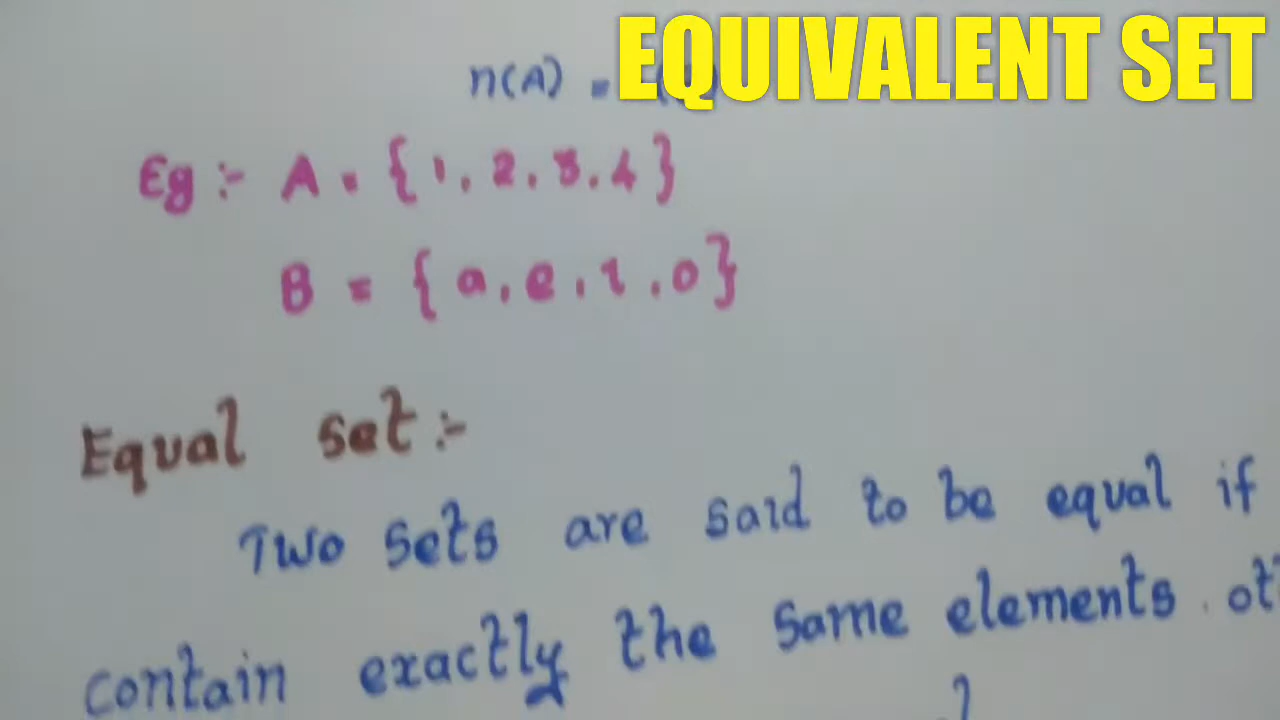 EQUIVALENT SET
n(A) =
Eg :- A = {1, 2, 3, 4}
B = {a, e, i, o}
Equal set :-
Two sets are said to be equal if
contain exactly the same elements